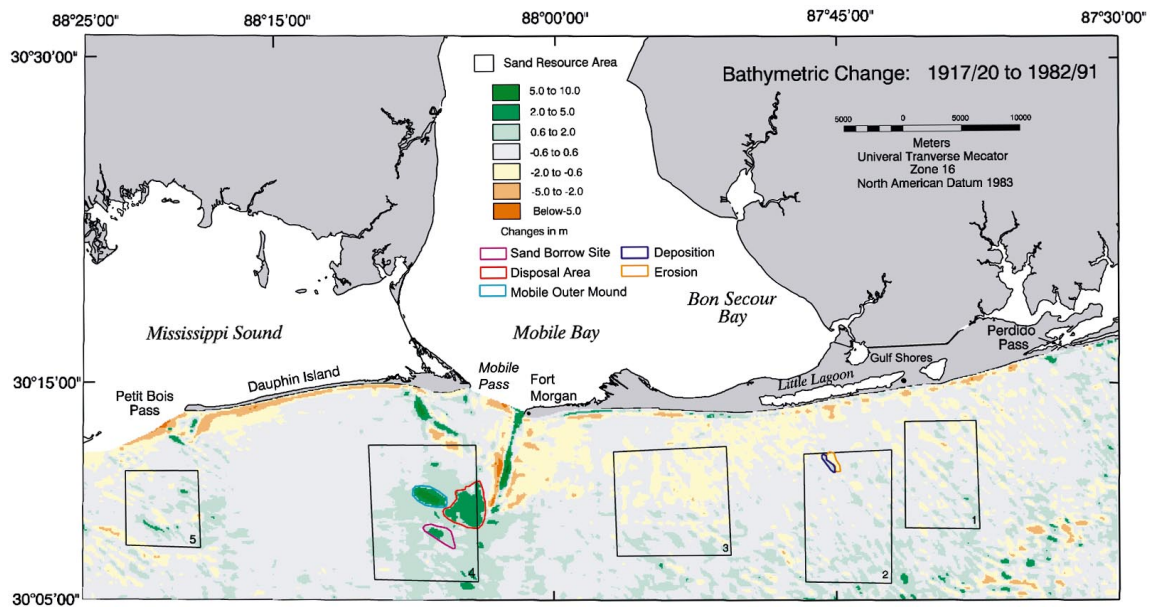 88°25'00" 88°15'00" 88°00'00" 87°45'00" 87°30'00"
30°30'00"
Sand Resource Area
5.0 to 10.0
2.0 to 5.0
0.6 to 2.0
-0.6 to 0.6
-2.0 to -0.6
-5.0 to -2.0
Below-5.0
Changes in m
Sand Borrow Site
Disposal Area
Mobile Outer Mound
Deposition
Erosion
Bathymetric Change: 1917/20 to 1982/91
5000 0 5000 10000
Meters
Univeral Tranverse Mecator
Zone 16
North American Datum 1983
Mississippi Sound
Mobile Bay
Bon Secour
Bay
Perdido
Pass
Gulf Shores
Little Lagoon
30°15'00"
Dauphin Island
Petit Bois
Pass
Mobile
Pass
Fort
Morgan
5
4
3
2
1
30°05'00"